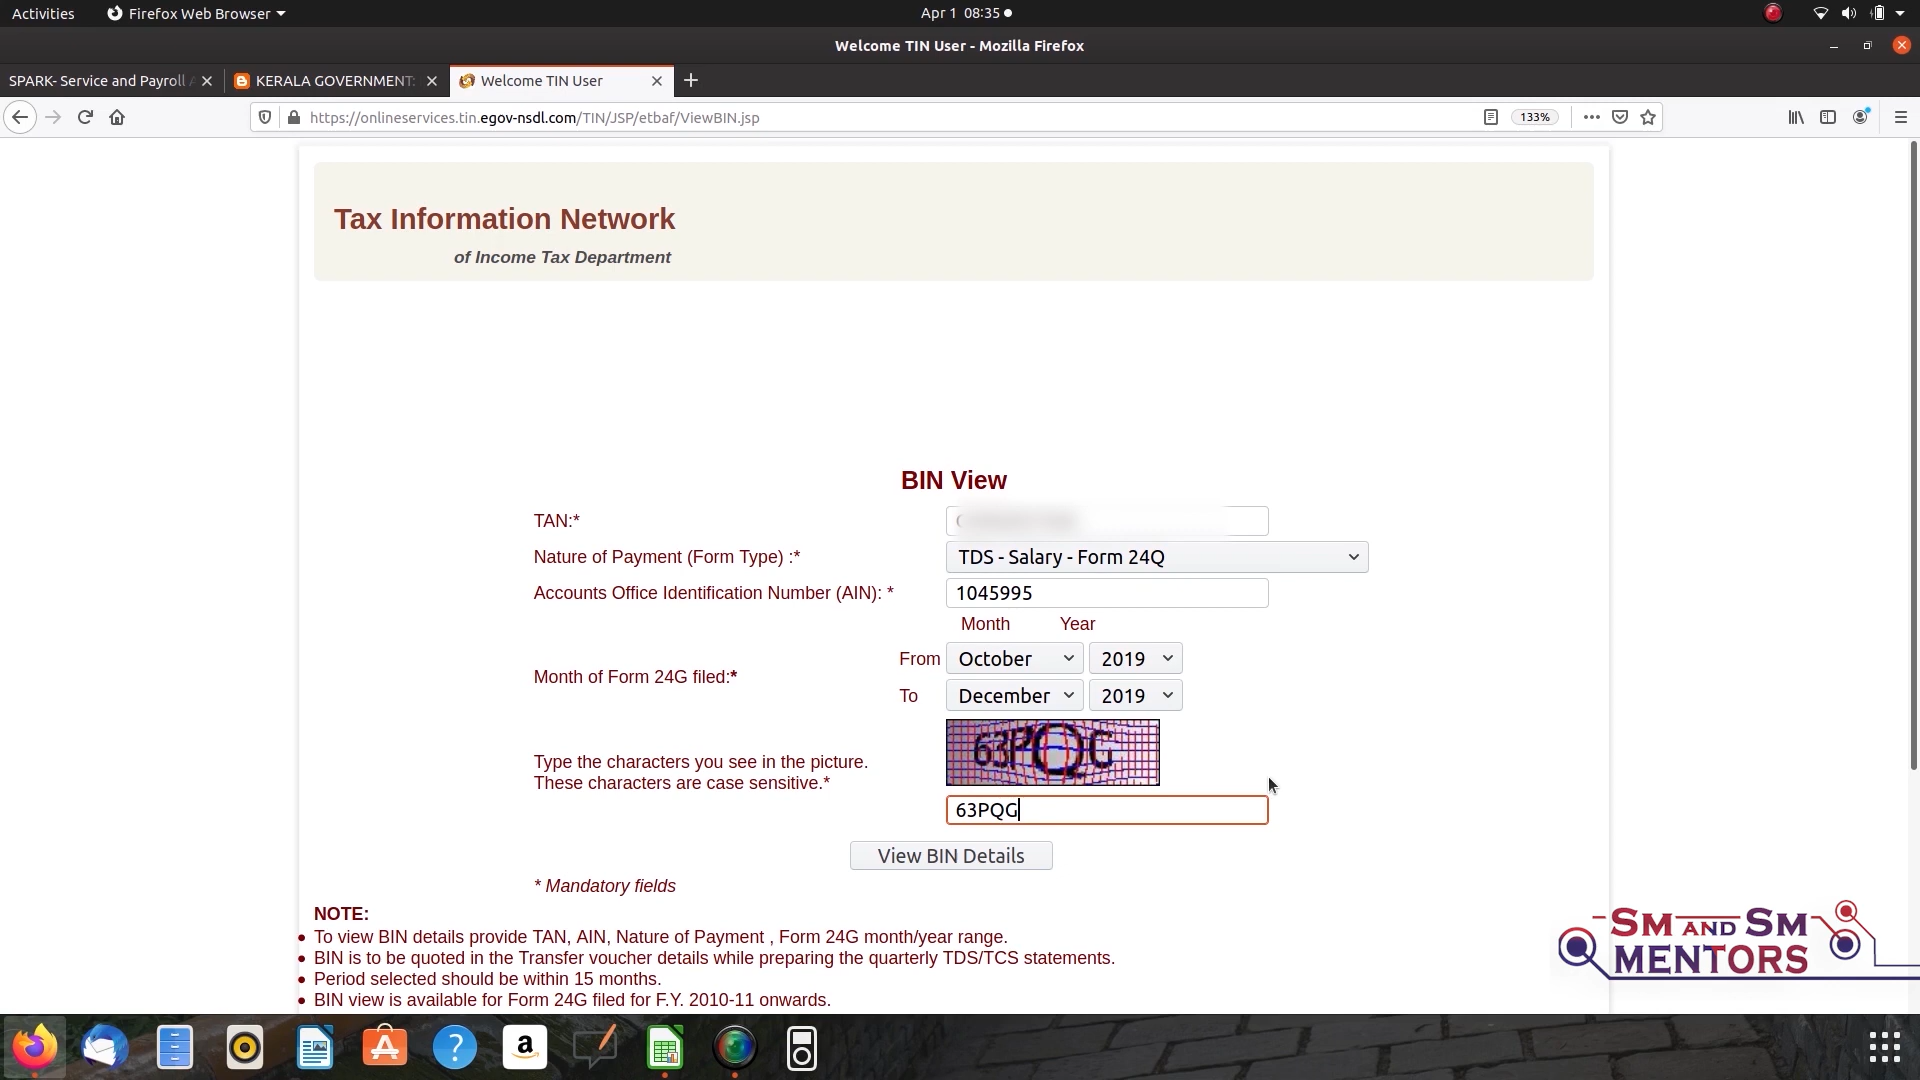 Activities
Firefox Web Browser
Apr 1 08:35
Welcome TIN User - Mozilla Firefox
SPARK- Service and Payroll
KERALA GOVERNMENT:
Welcome TIN User
https://onlineservices.tin.egov-nsdl.com/TIN/JSP/etbaf/ViewBIN.jsp
133%
Tax Information Network
of Income Tax Department
BIN View
TAN:*
Nature of Payment (Form Type) :*
TDS - Salary - Form 24Q
Accounts Office Identification Number (AIN): *
1045995
Month Year
Month of Form 24G filed:*
From October 2019
To December 2019
Type the characters you see in the picture.
These characters are case sensitive.*
63PQG
63PQG
View BIN Details
* Mandatory fields
NOTE:
To view BIN details provide TAN, AIN, Nature of Payment , Form 24G month/year range.
BIN is to be quoted in the Transfer voucher details while preparing the quarterly TDS/TCS statements.
Period selected should be within 15 months.
BIN view is available for Form 24G filed for F.Y. 2010-11 onwards.
SM AND SM
MENTORS